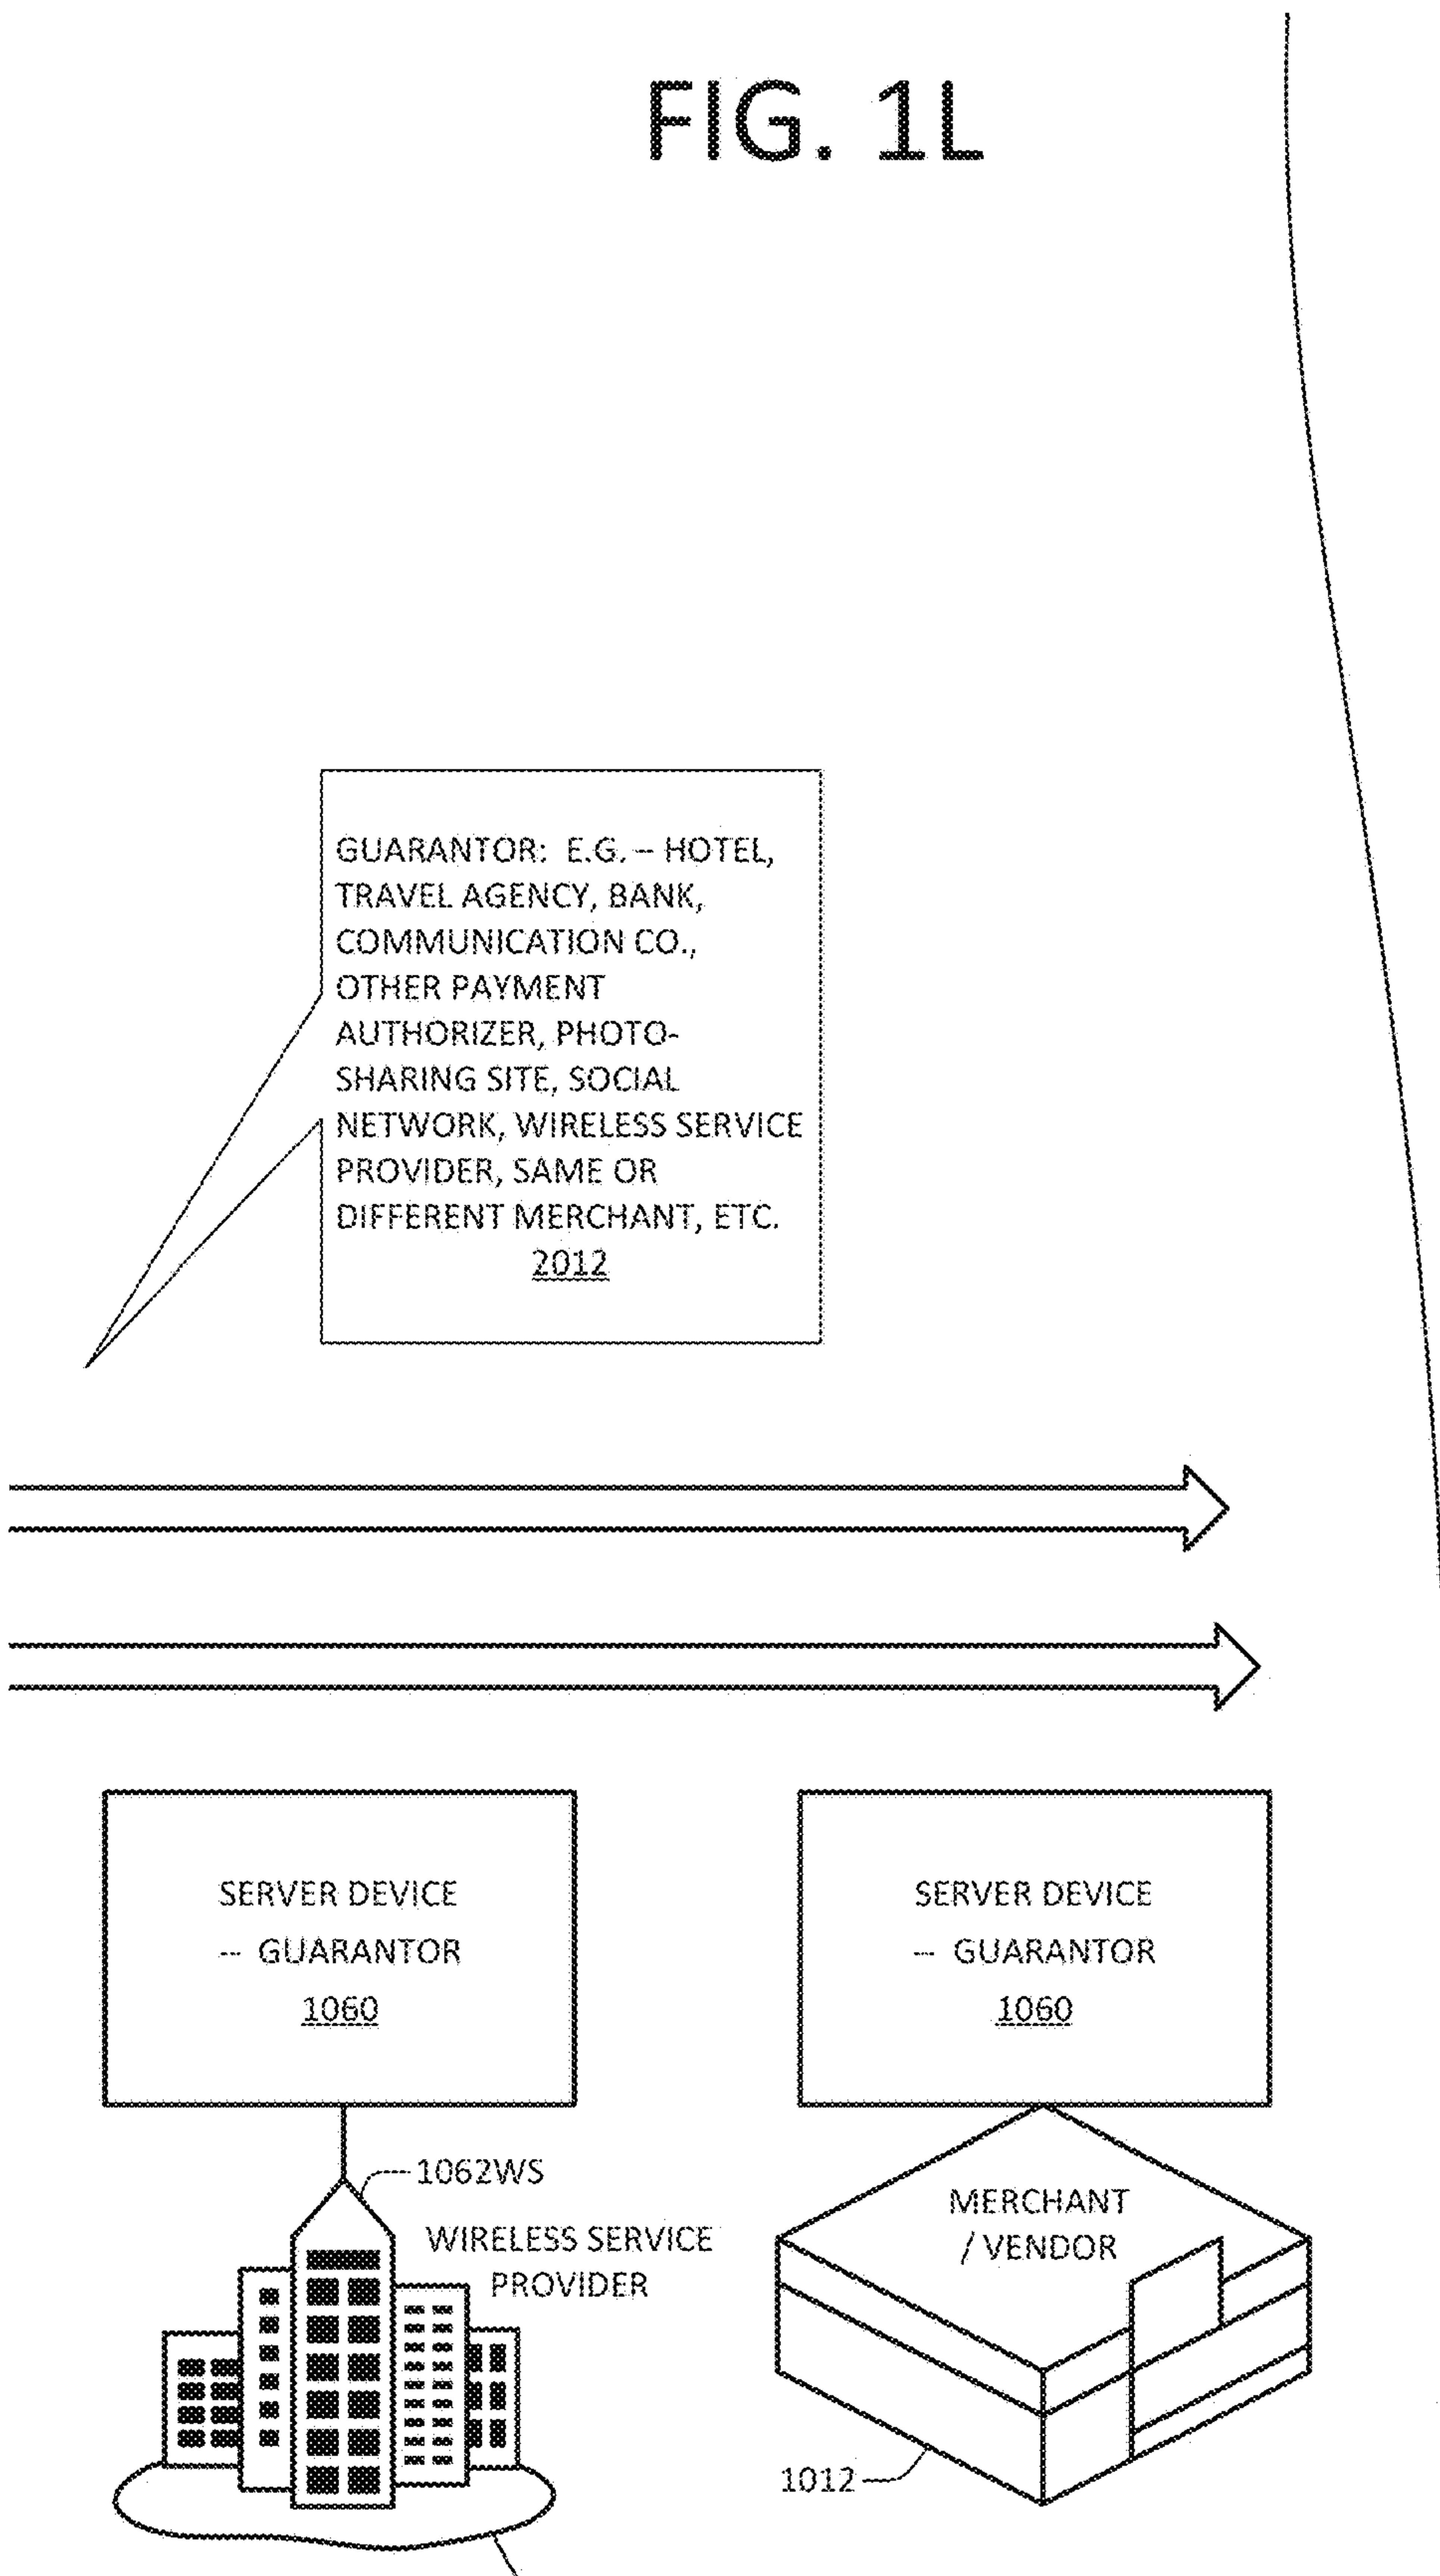 FIG. 1L
GUARANTOR: E.G. – HOTEL,
TRAVEL AGENCY, BANK,
COMMUNICATION CO.,
OTHER PAYMENT
AUTHORIZER, PHOTO-
SHARING SITE, SOCIAL
NETWORK, WIRELESS SERVICE
PROVIDER, SAME OR
DIFFERENT MERCHANT, ETC.
2012
SERVER DEVICE
-- GUARANTOR
1060
SERVER DEVICE
-- GUARANTOR
1060
1062WS
WIRELESS SERVICE
PROVIDER
MERCHANT
/ VENDOR
1012